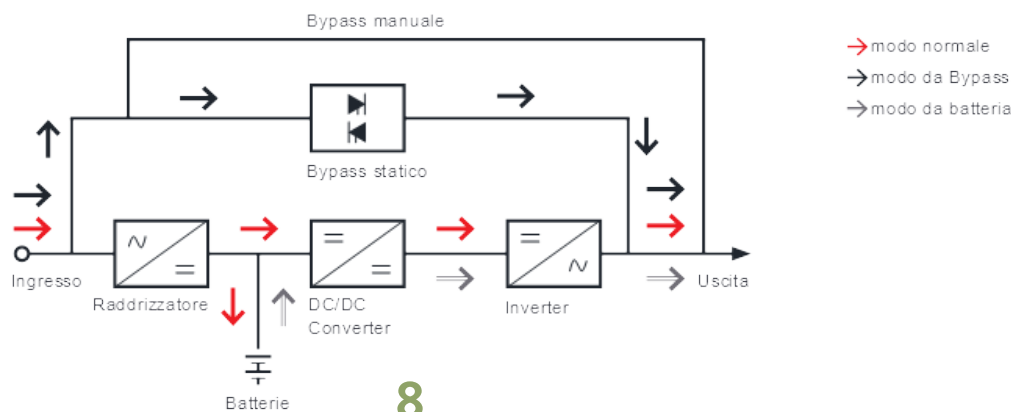 Bypass manuale
modo normale
modo da Bypass
modo da batteria
Bypass statico
Ingresso
Raddrizzatore
DC/DC
Converter
Inverter
Uscita
Batterie
8